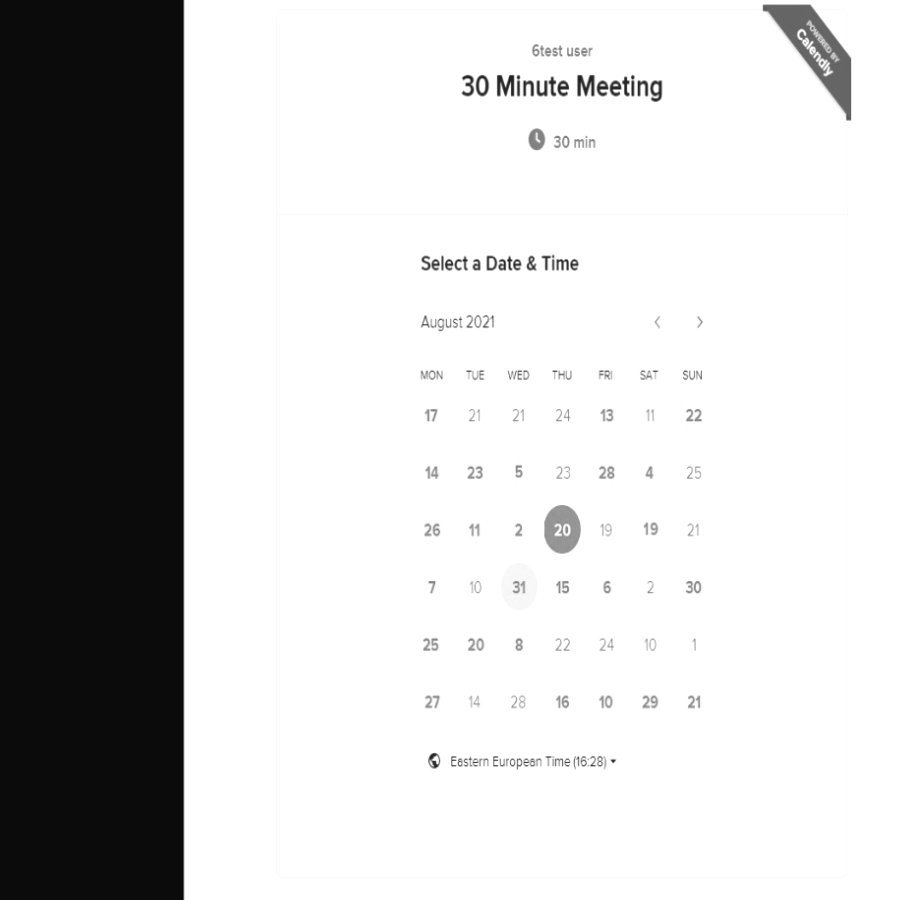 6test user
POWERED BY
Calendly
30 Minute Meeting
30 min
Select a Date & Time
August 2021
MON TUE WED THU FRI SAT SUN
17 21 21 24 13 11 22
14 23 5 23 28 4 25
26 11 2 20 19 19 21
7 10 31 15 6 2 30
25 20 8 22 24 10 1
27 14 28 16 10 29 21
Eastern European Time (16:28)